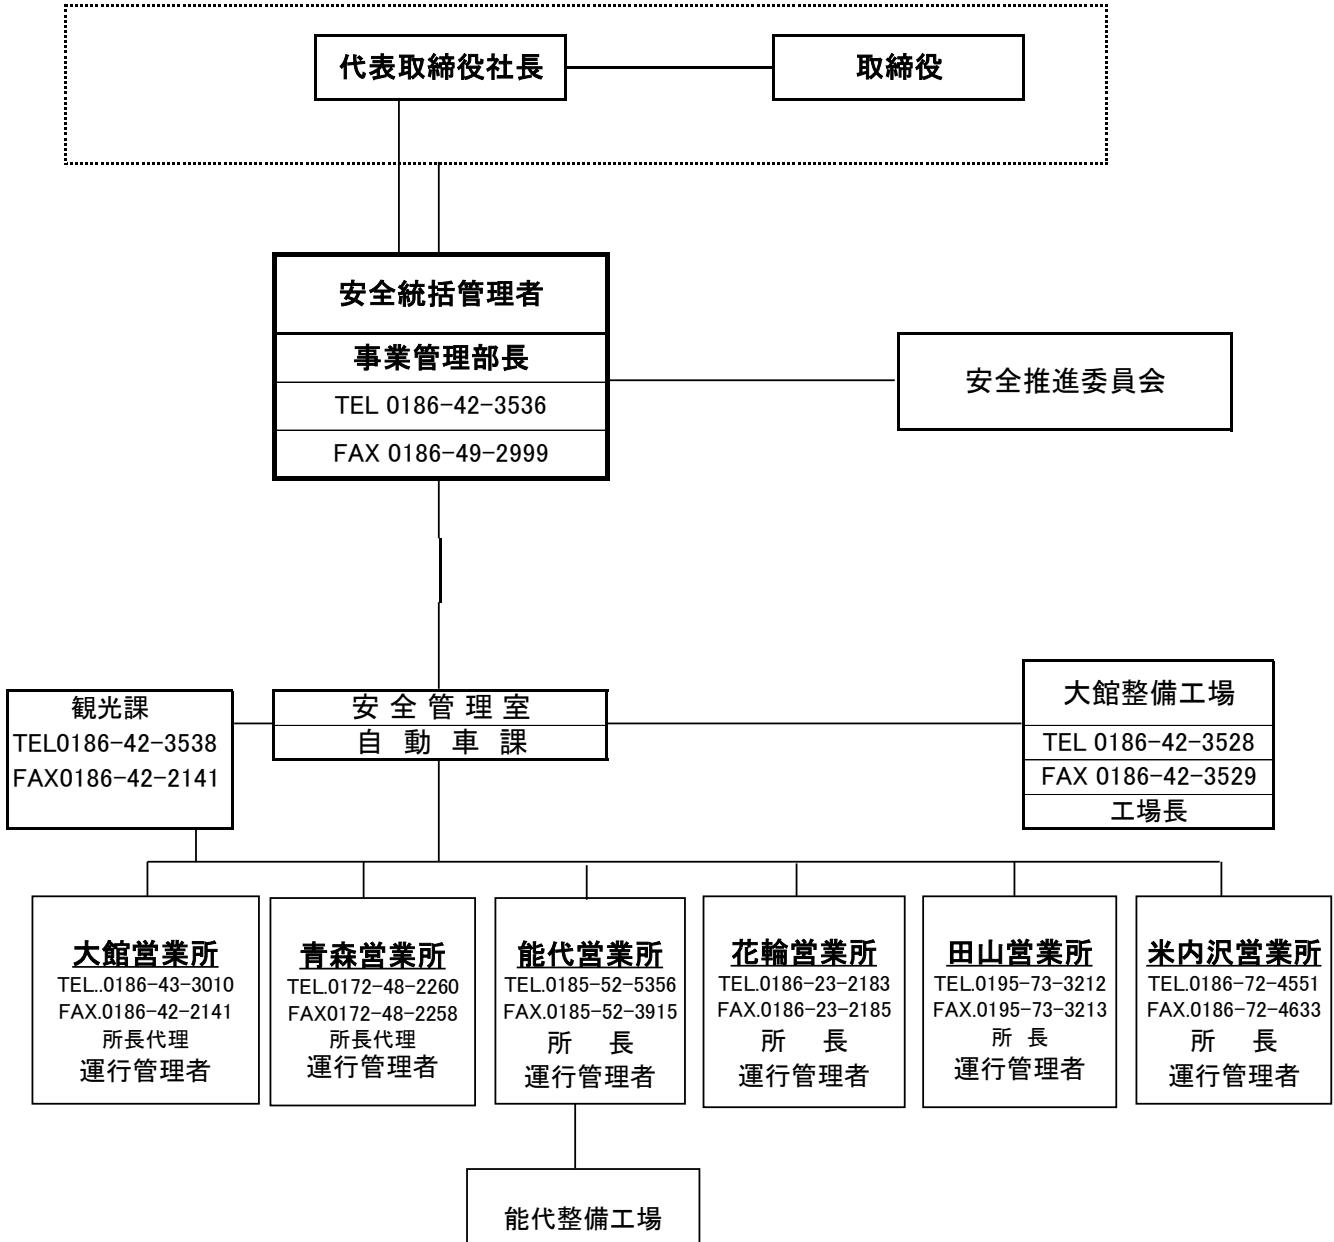 代表取締役社長
取締役
安全統括管理者
事業管理部長
TEL 0186-42-3536
FAX 0186-49-2999
安全推進委員会
観光課
TEL0186-42-3538
FAX0186-42-2141
安 全 管 理 室
自 動 車 課
大館整備工場
TEL 0186-42-3528
FAX 0186-42-3529
工場長
大館営業所
TEL..0186-43-3010
FAX.0186-42-2141
所長代理
運行管理者
青森営業所
TEL.0172-48-2260
FAX0172-48-2258
所長代理
運行管理者
能代営業所
TEL.0185-52-5356
FAX.0185-52-3915
所 長
運行管理者
花輪営業所
TEL.0186-23-2183
FAX.0186-23-2185
所 長
運行管理者
田山営業所
TEL.0195-73-3212
FAX.0195-73-3213
所 長
運行管理者
米内沢営業所
TEL.0186-72-4551
FAX.0186-72-4633
所 長
運行管理者
能代整備工場